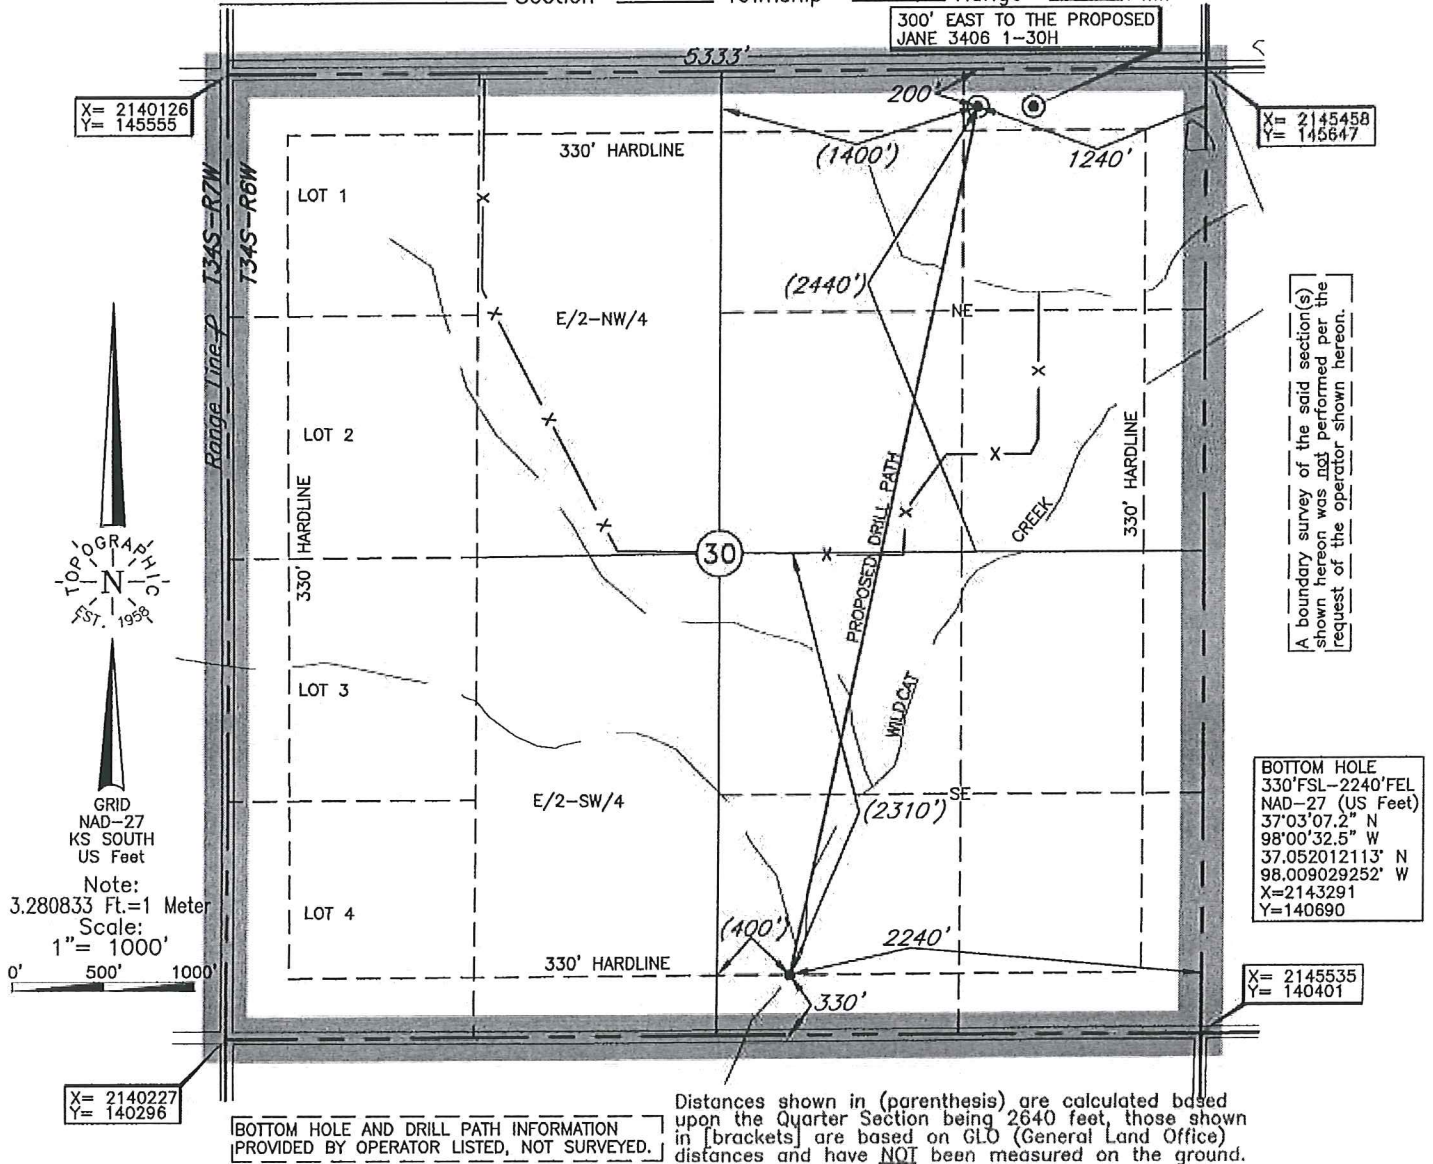 Section Township Range
300' EAST TO THE PROPOSED
JANE 3406 1-30H
5333'
X= 2140126
Y= 145555
X= 2145458
Y= 145647
200'
330' HARDLINE
(1400')
1240'
LOT 1
T34S-R7W
T34S-R6W
Range Line
(2440')
E/2-NW/4
NE
LOT 2
330' HARDLINE
330' HARDLINE
PROPOSED DRILL PATH
CREEK
30
A boundary survey of the said section(s)
shown hereon was not performed per the
request of the operator shown hereon.
TOPOGRAPHIC
N
EST. 1958
LOT 3
WILDCAT
E/2-SW/4
SE
(2310')
GRID
NAD-27
KS SOUTH
US Feet
Note:
3.280833 Ft.=1 Meter
Scale:
1"= 1000'
0' 500' 1000'
BOTTOM HOLE
330'FSL-2240'FEL
NAD-27 (US Feet)
37°03'07.2" N
98°00'32.5" W
37.052012113° N
98.009029252° W
X=2143291
Y=140690
LOT 4
(400')
2240'
330' HARDLINE
330'
X= 2145535
Y= 140401
X= 2140227
Y= 140296
BOTTOM HOLE AND DRILL PATH INFORMATION
PROVIDED BY OPERATOR LISTED, NOT SURVEYED.
Distances shown in (parenthesis) are calculated based
upon the Quarter Section being 2640 feet, those shown
in [brackets] are based on GLO (General Land Office)
distances and have NOT been measured on the ground.